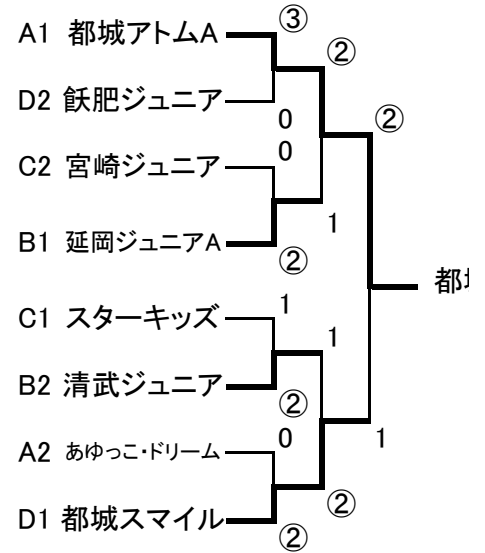 A1 都城アトムA
③
②
D2 飫肥ジュニア
0
②
0
C2 宮崎ジュニア
1
B1 延岡ジュニアA
②
都
C1 スターキッズ
1
1
B2 清武ジュニア
②
A2 あゆっこ・ドリーム
0
1
D1 都城スマイル
②
②